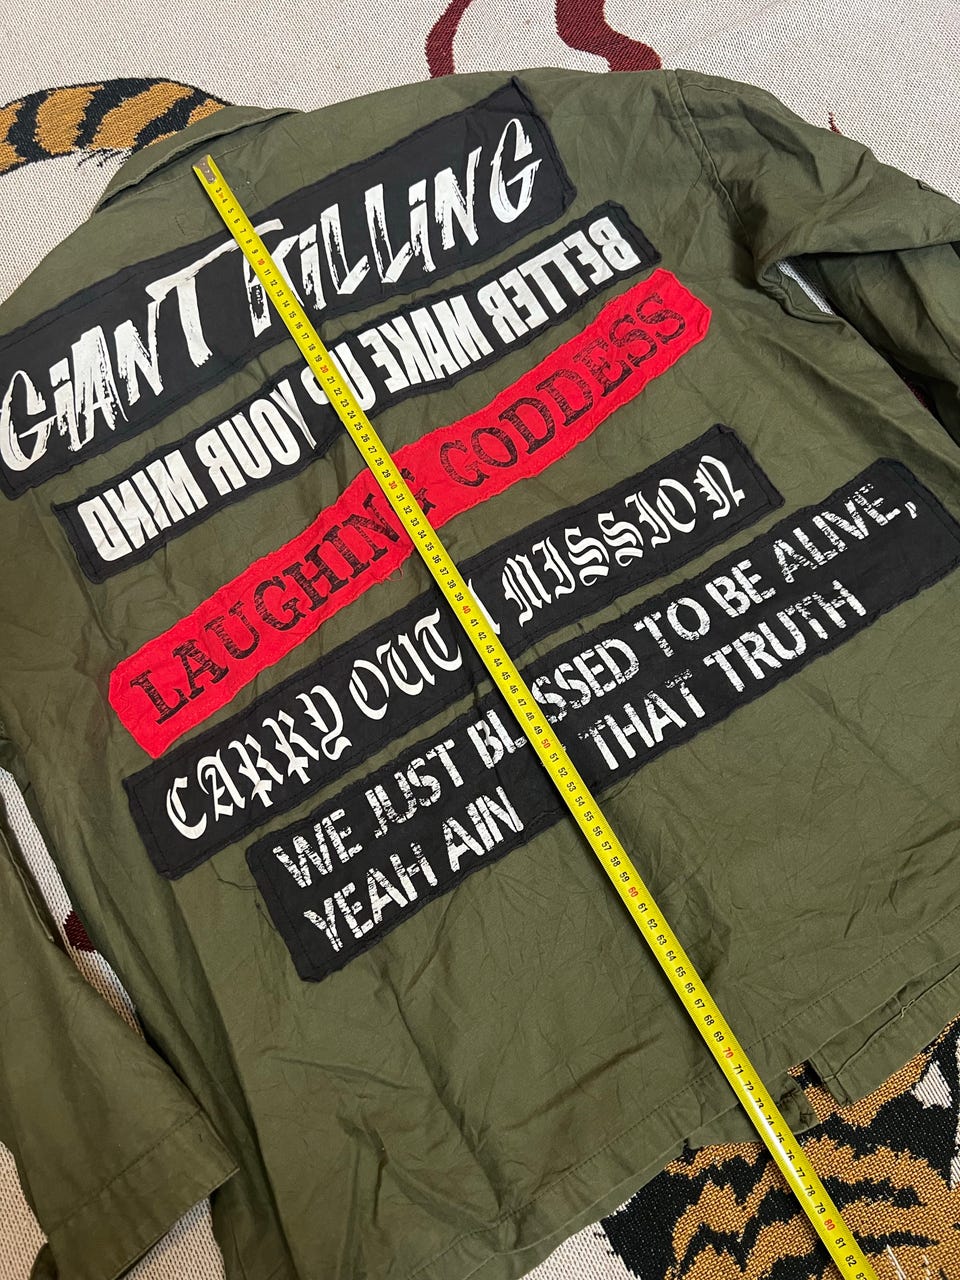 GIANT KILLING
BETTER MAKE UP YOUR MIND
LAUGHING GODDESS
CARRY OUT A MISSION
WE JUST BLESSED TO BE ALIVE,
YEAH AIN THAT TRUTH